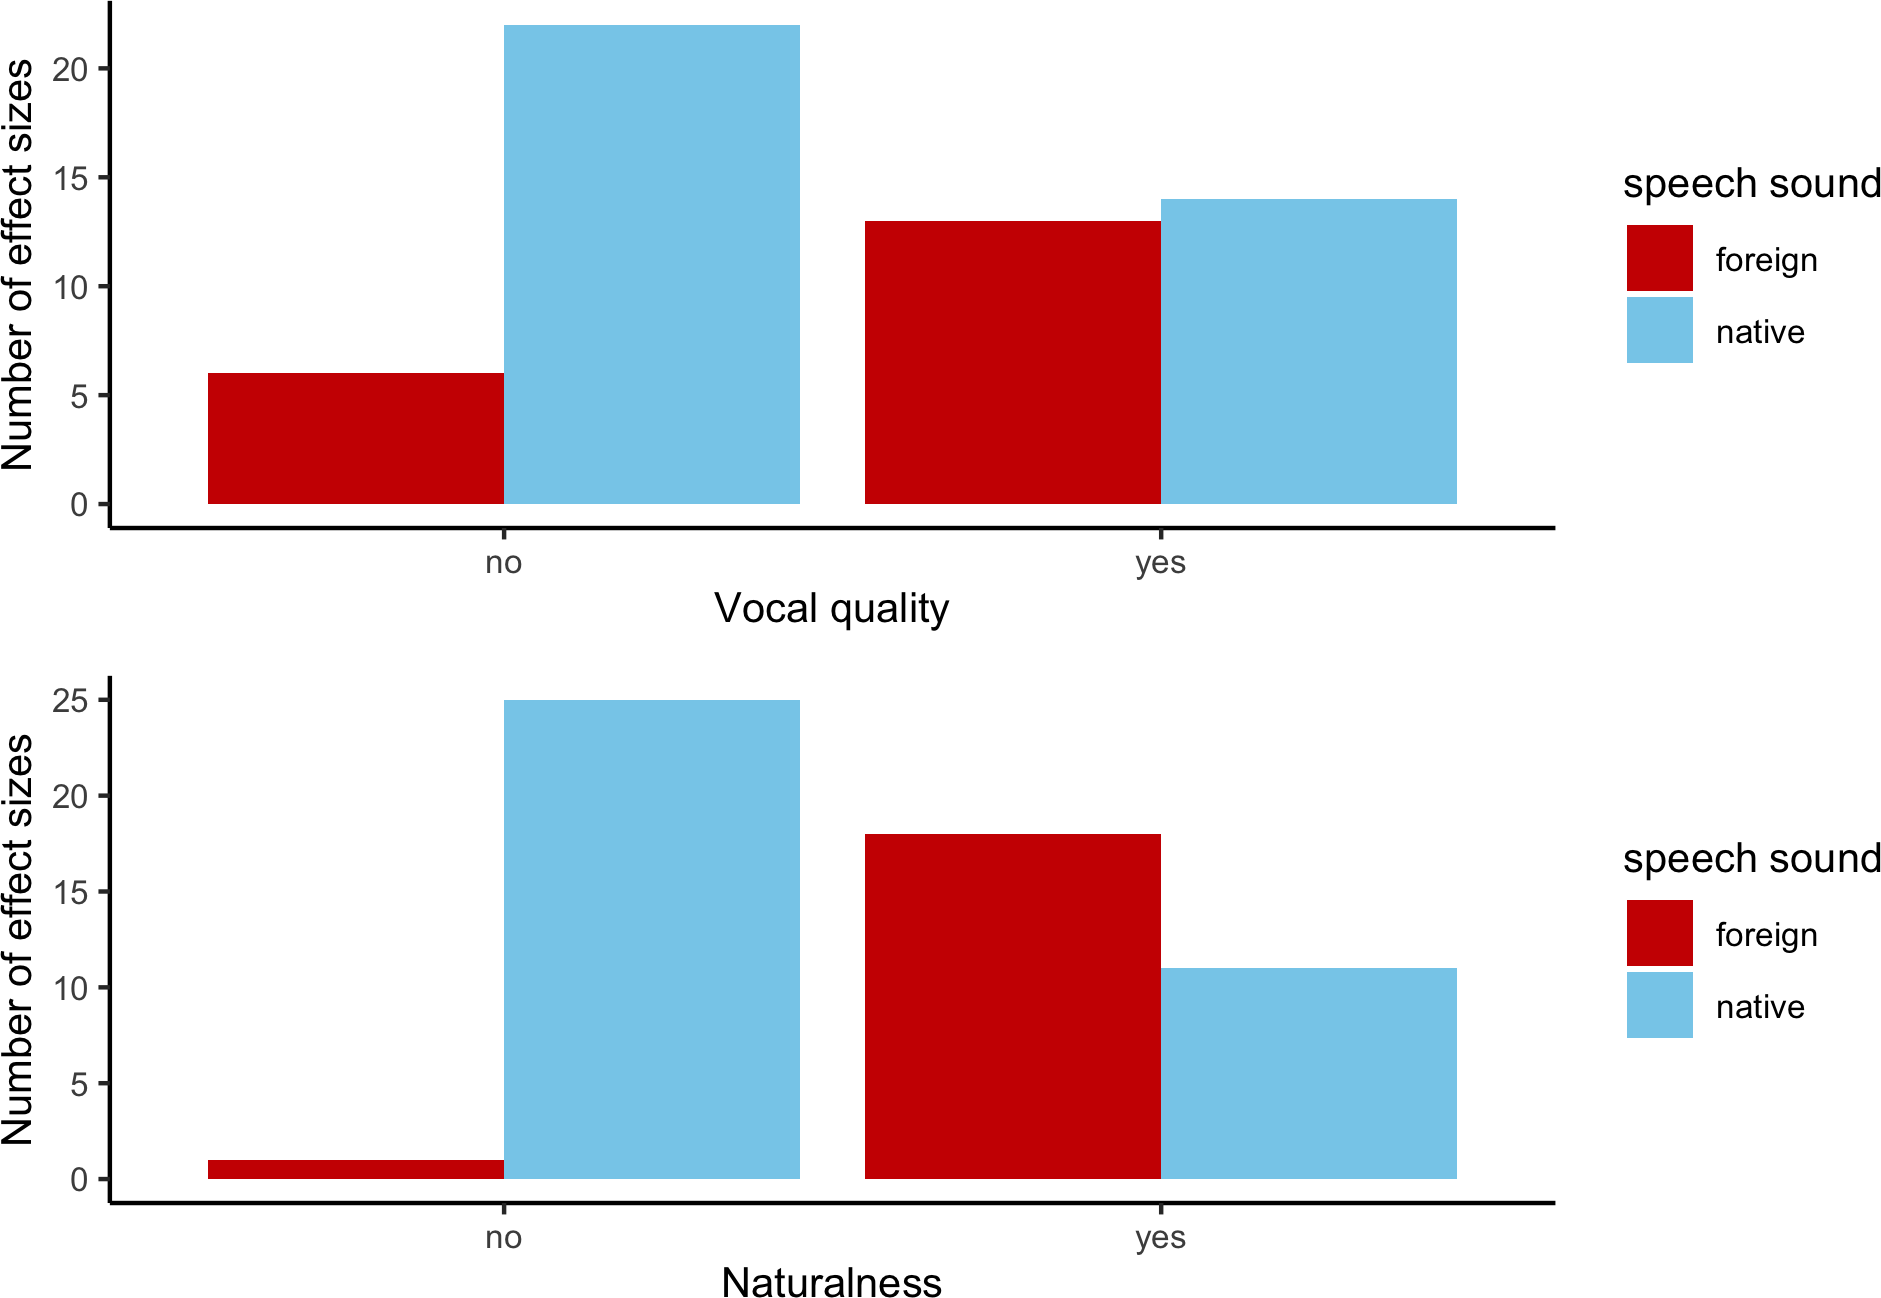 Number of effect sizes
20
15
10
5
0
no
yes
Vocal quality
speech sound
foreign
native
Number of effect sizes
25
20
15
10
5
0
no
yes
Naturalness
speech sound
foreign
native